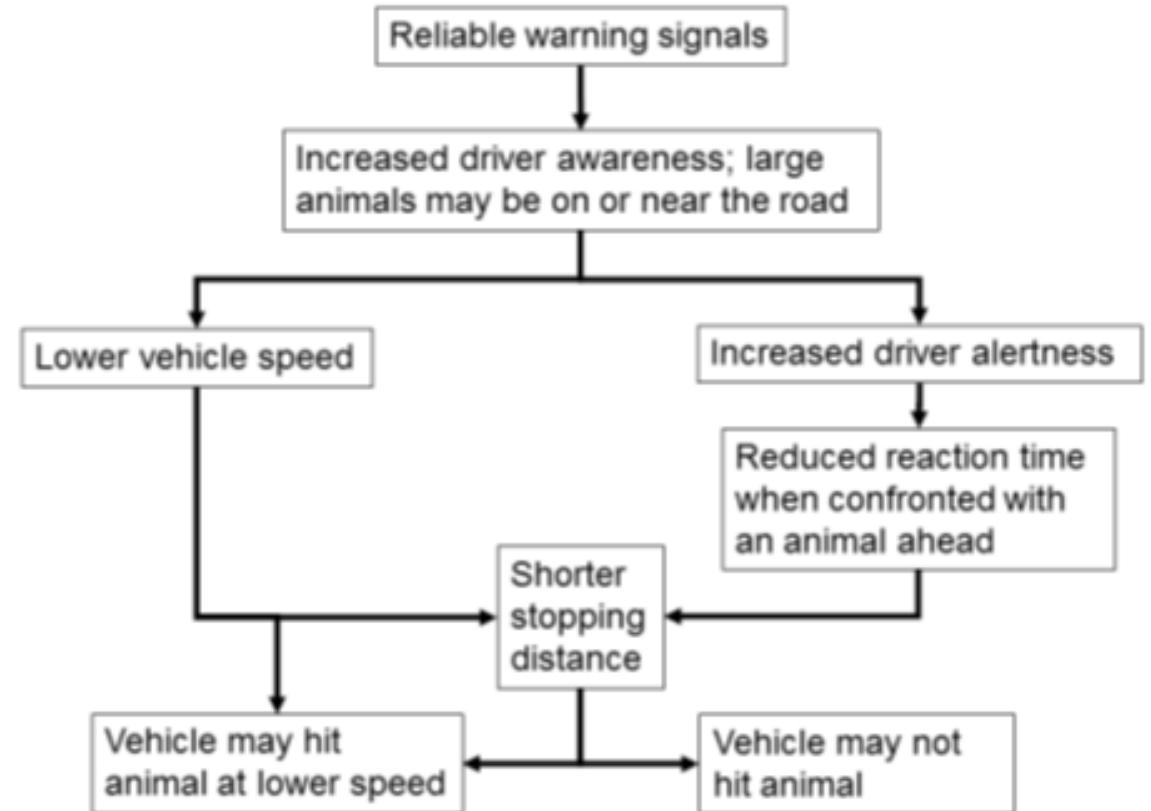 Reliable warning signals
Increased driver awareness; large
animals may be on or near the road
Lower vehicle speed
Increased driver alertness
Reduced reaction time
when confronted with
an animal ahead
Shorter
stopping
distance
Vehicle may hit
animal at lower speed
Vehicle may not
hit animal